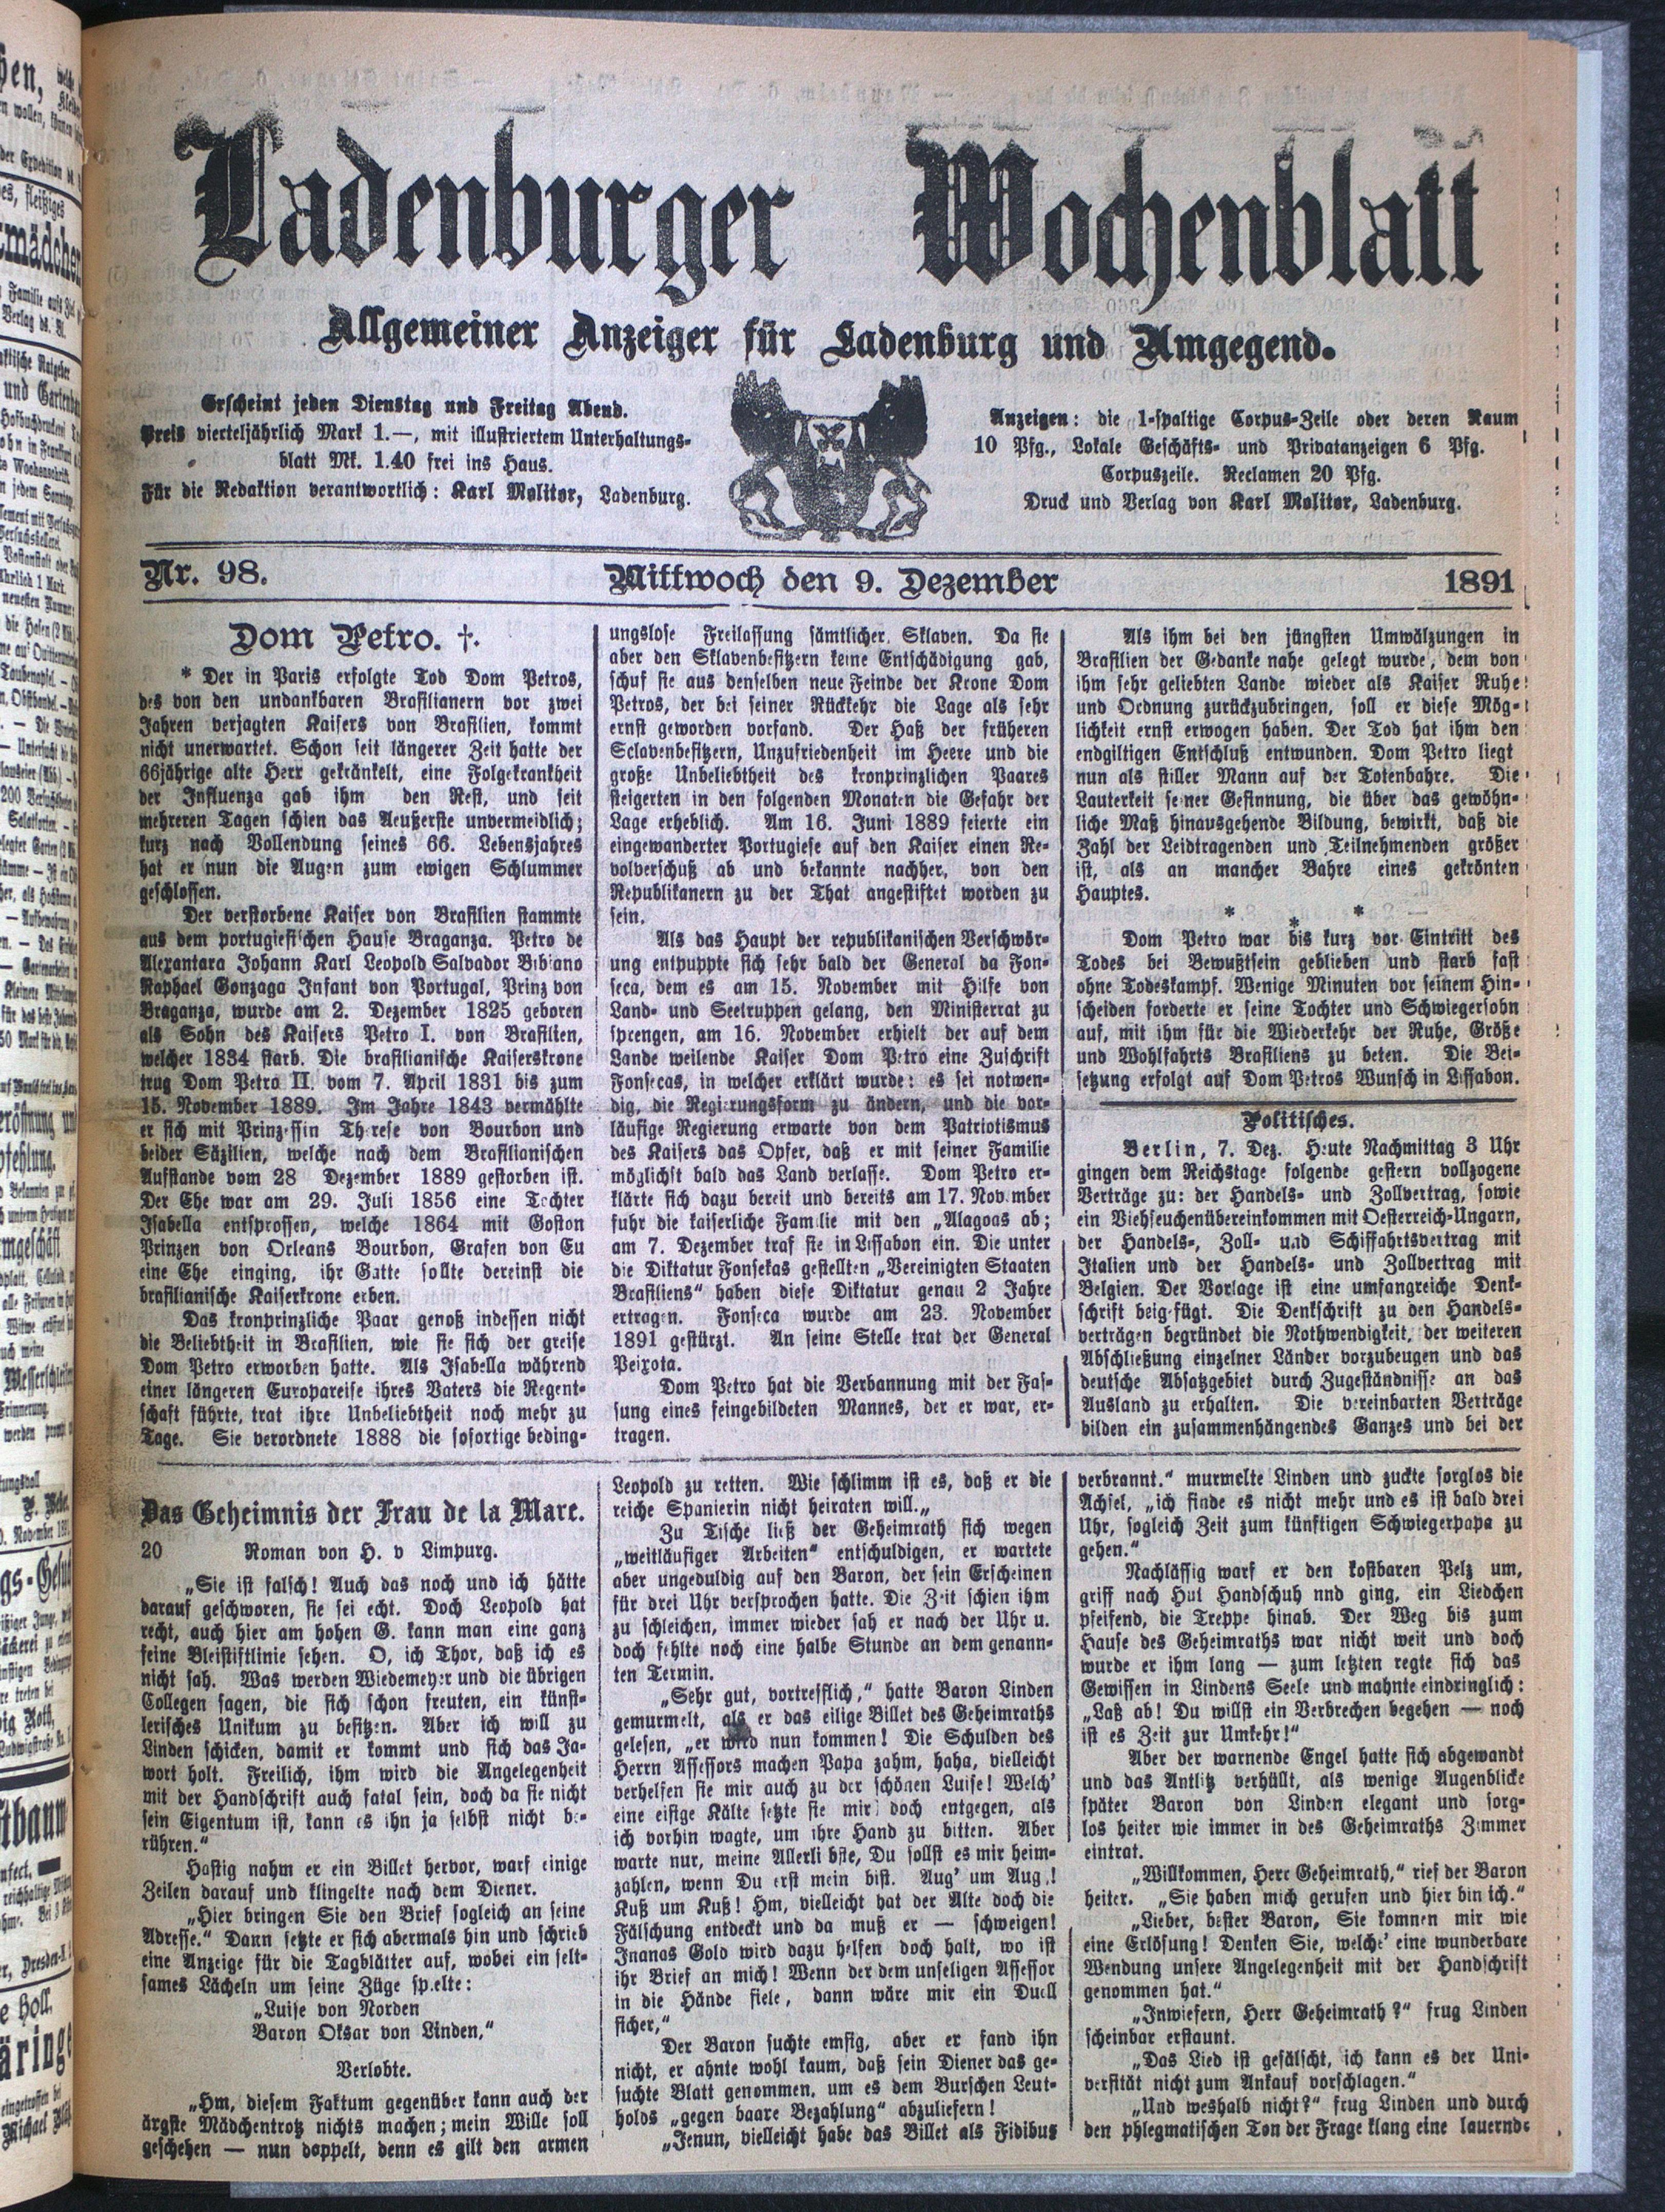 Ladenburger Wochenblatt
Allgemeiner Anzeiger für Ladenburg und Umgegend.
Erscheint jeden Dienstag und Freitag Abend.
Preis vierteljährlich Mark 1.—, mit illustriertem Unterhaltungs-
blatt Mk. 1.40 frei ins Haus.
Für die Redaktion verantwortlich: Karl Molitor, Ladenburg.
Anzeigen: die 1-spaltige Corpus-Zeile oder deren Raum
10 Pfg., Lokale Geschäfts- und Privatanzeigen 6 Pfg.
Corpuszeile. Reclamen 20 Pfg.
Druck und Verlag von Karl Molitor, Ladenburg.
Nr. 98.
Mittwoch den 9. Dezember
1891
Dom Petro. †.
* Der in Paris erfolgte Tod Dom Petros,
des von den undankbaren Brasilianern vor zwei
Jahren verjagten Kaisers von Brasilien, kommt
nicht unerwartet. Schon seit längerer Zeit hatte der
66jährige alte Herr gekränkelt, eine Folgekrankheit
der Influenza gab ihm den Rest, und seit
mehreren Tagen schien das Aeußerste unvermeidlich;
kurz nach Vollendung seines 66. Lebensjahres
hat er nun die Augen zum ewigen Schlummer
geschlossen.
Der verstorbene Kaiser von Brasilien stammte
aus dem portugiesischen Hause Braganza. Petro de
Alexantara Johann Karl Leopold Salvador Bibiano
Raphael Gonzaga Infant von Portugal, Prinz von
Braganza, wurde am 2. Dezember 1825 geboren
als Sohn des Kaisers Petro I. von Brasilien,
welcher 1834 starb. Die brasilianische Kaiserskrone
trug Dom Petro II. vom 7. April 1831 bis zum
15. November 1889. Im Jahre 1843 vermählte
er sich mit Prinzessin Therese von Bourbon und
beider Säzilien, welche nach dem Brasilianischen
Aufstande vom 28 Dezember 1889 gestorben ist.
Der Ehe war am 29. Juli 1856 eine Tochter
Isabella entsprossen, welche 1864 mit Goston
Prinzen von Orleans Bourbon, Grafen von Eu
eine Ehe einging, ihr Gatte sollte dereinst die
brasilianische Kaiserkrone erben.
Das kronprinzliche Paar genoß indessen nicht
die Beliebtheit in Brasilien, wie sie sich der greise
Dom Petro erworben hatte. Als Isabella während
einer längeren Europareise ihres Vaters die Regent-
schaft führte, trat ihre Unbeliebtheit noch mehr zu
Tage. Sie verordnete 1888 die sofortige beding-
ungslose Freilassung sämtlicher Sklaven. Da sie
aber den Sklavenbesitzern keine Entschädigung gab,
schuf sie aus denselben neue Feinde der Krone Dom
Petros, der bei seiner Rückkehr die Lage als sehr
ernst geworden vorfand. Der Haß der früheren
Sclavenbesitzern, Unzufriedenheit im Heere und die
große Unbeliebtheit des kronprinzlichen Paares
steigerten in den folgenden Monaten die Gefahr der
Lage erheblich. Am 16. Juni 1889 feierte ein
eingewanderter Portugiese auf den Kaiser einen Re-
volverschuß ab und bekannte nachher, von den
Republikanern zu der That angestiftet worden zu
sein.
Als das Haupt der republikanischen Verschwör-
ung entpuppte sich sehr bald der General da Fon-
seca, dem es am 15. November mit Hilfe von
Land- und Seetruppen gelang, den Ministerrat zu
sprengen, am 16. November erhielt der auf dem
Lande weilende Kaiser Dom Petro eine Zuschrift
Fonsecas, in welcher erklärt wurde: es sei notwen-
dig, die Regierungsform zu ändern, und die vor-
läufige Regierung erwarte von dem Patriotismus
des Kaisers das Opfer, daß er mit seiner Familie
möglichst bald das Land verlasse. Dom Petro er-
klärte sich dazu bereit und bereits am 17. November
fuhr die kaiserliche Familie mit den „Alagoas ab;
am 7. Dezember traf sie in Lissabon ein. Die unter
die Diktatur Fonsekas gestellten „Vereinigten Staaten
Brasiliens“ haben diese Diktatur genau 2 Jahre
ertragen. Fonseca wurde am 23. November
1891 gestürzt. An seine Stelle trat der General
Peixota.
Dom Petro hat die Verbannung mit der Fas-
sung eines feingebildeten Mannes, der er war, er-
tragen.
Als ihm bei den jüngsten Umwälzungen in
Brasilien der Gedanke nahe gelegt wurde, dem von
ihm sehr geliebten Lande wieder als Kaiser Ruhe
und Ordnung zurückzubringen, soll er diese Mög-
lichkeit ernst erwogen haben. Der Tod hat ihm den
endgiltigen Entschluß entwunden. Dom Petro liegt
nun als stiller Mann auf der Totenbahre. Die
Lauterkeit seiner Gesinnung, die über das gewöhn-
liche Maß hinausgehende Bildung, bewirkt, daß die
Zahl der Leidtragenden und Teilnehmenden größer
ist, als an mancher Bahre eines gekrönten
Hauptes.
* * *
Dom Petro war bis kurz vor Eintritt des
Todes bei Bewußtsein geblieben und starb fast
ohne Todeskampf. Wenige Minuten vor seinem Hin-
scheiden forderte er seine Tochter und Schwiegersohn
auf, mit ihm für die Wiederkehr der Ruhe, Größe
und Wohlfahrts Brasiliens zu beten. Die Bei-
setzung erfolgt auf Dom Petros Wunsch in Lissabon.
Politisches.
Berlin, 7. Dez. Heute Nachmittag 3 Uhr
gingen dem Reichstage folgende gestern vollzogene
Verträge zu: der Handels- und Zollvertrag, sowie
ein Viehseuchenübereinkommen mit Oesterreich-Ungarn,
der Handels-, Zoll- und Schiffahrtsvertrag mit
Italien und der Handels- und Zollvertrag mit
Belgien. Der Vorlage ist eine umfangreiche Denk-
schrift beigefügt. Die Denkschrift zu den Handels-
verträgen begründet die Nothwendigkeit, der weiteren
Abschließung einzelner Länder vorzubeugen und das
deutsche Absatzgebiet durch Zugeständnisse an das
Ausland zu erhalten. Die vereinbarten Verträge
bilden ein zusammenhängendes Ganzes und bei der
Das Geheimnis der Frau de la Mare.
20 Roman von H. v Limpurg.
„Sie ist falsch! Auch das noch und ich hätte
darauf geschworen, sie sei echt. Doch Leopold hat
recht, auch hier am hohen G. kann man eine ganz
feine Bleistiftlinie sehen. O, ich Thor, daß ich es
nicht sah. Was werden Wiedemeyer und die übrigen
Collegen sagen, die sich schon freuten, ein künst-
lerisches Unikum zu besitzen. Aber ich will zu
Linden schicken, damit er kommt und sich das Ja-
wort holt. Freilich, ihm wird die Angelegenheit
mit der Handschrift auch fatal sein, doch da sie nicht
sein Eigentum ist, kann es ihn ja selbst nicht be-
rühren.“
Hastig nahm er ein Billet hervor, warf einige
Zeilen darauf und klingelte nach dem Diener.
„Hier bringen Sie den Brief sogleich an seine
Adresse.“ Dann setzte er sich abermals hin und schrieb
eine Anzeige für die Tagblätter auf, wobei ein selt-
sames Lächeln um seine Züge spielte:
„Luise von Norden
Baron Oksar von Linden,“
Verlobte.
„Hm, diesem Faktum gegenüber kann auch der
ärgste Mädchentrotz nichts machen; mein Wille soll
geschehen — nun doppelt, denn es gilt den armen
Leopold zu retten. Wie schlimm ist es, daß er die
reiche Spanierin nicht heiraten will.„
Zu Tische ließ der Geheimrath sich wegen
„weitläufiger Arbeiten“ entschuldigen, er wartete
aber ungeduldig auf den Baron, der sein Erscheinen
für drei Uhr versprochen hatte. Die Zeit schien ihm
zu schleichen, immer wieder sah er nach der Uhr u.
doch fehlte noch eine halbe Stunde an dem genann-
ten Termin.
„Sehr gut, vortrefflich,“ hatte Baron Linden
gemurmelt, als er das eilige Billet des Geheimraths
gelesen, „er wird nun kommen! Die Schulden des
Herrn Assessors machen Papa zahm, haha, vielleicht
verhelfen sie mir auch zu der schönen Luise! Welch'
eine eisige Kälte setzte sie mir doch entgegen, als
ich vorhin wagte, um ihre Hand zu bitten. Aber
warte nur, meine Allerliebste, Du sollst es mir heim-
zahlen, wenn Du erst mein bist. Aug' um Aug,!
Kuß um Kuß! Hm, vielleicht hat der Alte doch die
Fälschung entdeckt und da muß er — schweigen!
Inanas Gold wird dazu helfen doch halt, wo ist
ihr Brief an mich! Wenn der dem unseligen Assessor
in die Hände fiele, dann wäre mir ein Duell
sicher,“
Der Baron suchte emsig, aber er fand ihn
nicht, er ahnte wohl kaum, daß sein Diener das ge-
suchte Blatt genommen, um es dem Burschen Leut-
holds „gegen baare Bezahlung“ abzuliefern!
„Jenun, vielleicht habe das Billet als Fidibus
verbrannt.“ murmelte Linden und zuckte sorglos die
Achsel, „ich finde es nicht mehr und es ist bald drei
Uhr, sogleich Zeit zum künftigen Schwiegerpapa zu
gehen.“
Nachlässig warf er den kostbaren Pelz um,
griff nach Hut Handschuh nnd ging, ein Liedchen
pfeifend, die Treppe hinab. Der Weg bis zum
Hause des Geheimraths war nicht weit und doch
wurde er ihm lang — zum letzten regte sich das
Gewissen in Lindens Seele und mahnte eindringlich:
„Laß ab! Du willst ein Verbrechen begehen — noch
ist es Zeit zur Umkehr!“
Aber der warnende Engel hatte sich abgewandt
und das Antlitz verhüllt, als wenige Augenblicke
später Baron von Linden elegant und sorg-
los heiter wie immer in des Geheimraths Zimmer
eintrat.
„Willkommen, Herr Geheimrath,“ rief der Baron
heiter. „Sie haben mich gerufen und hier bin ich.“
„Lieber, bester Baron, Sie kommen mir wie
eine Erlösung! Denken Sie, welche' eine wunderbare
Wendung unsere Angelegenheit mit der Handschrift
genommen hat.“
„Inwiefern, Herr Geheimrath?“ frug Linden
scheinbar erstaunt.
„Das Lied ist gefälscht, ich kann es der Uni-
versität nicht zum Ankauf vorschlagen.“
„Und weshalb nicht?“ frug Linden und durch
den phlegmatischen Ton der Frage klang eine lauernde